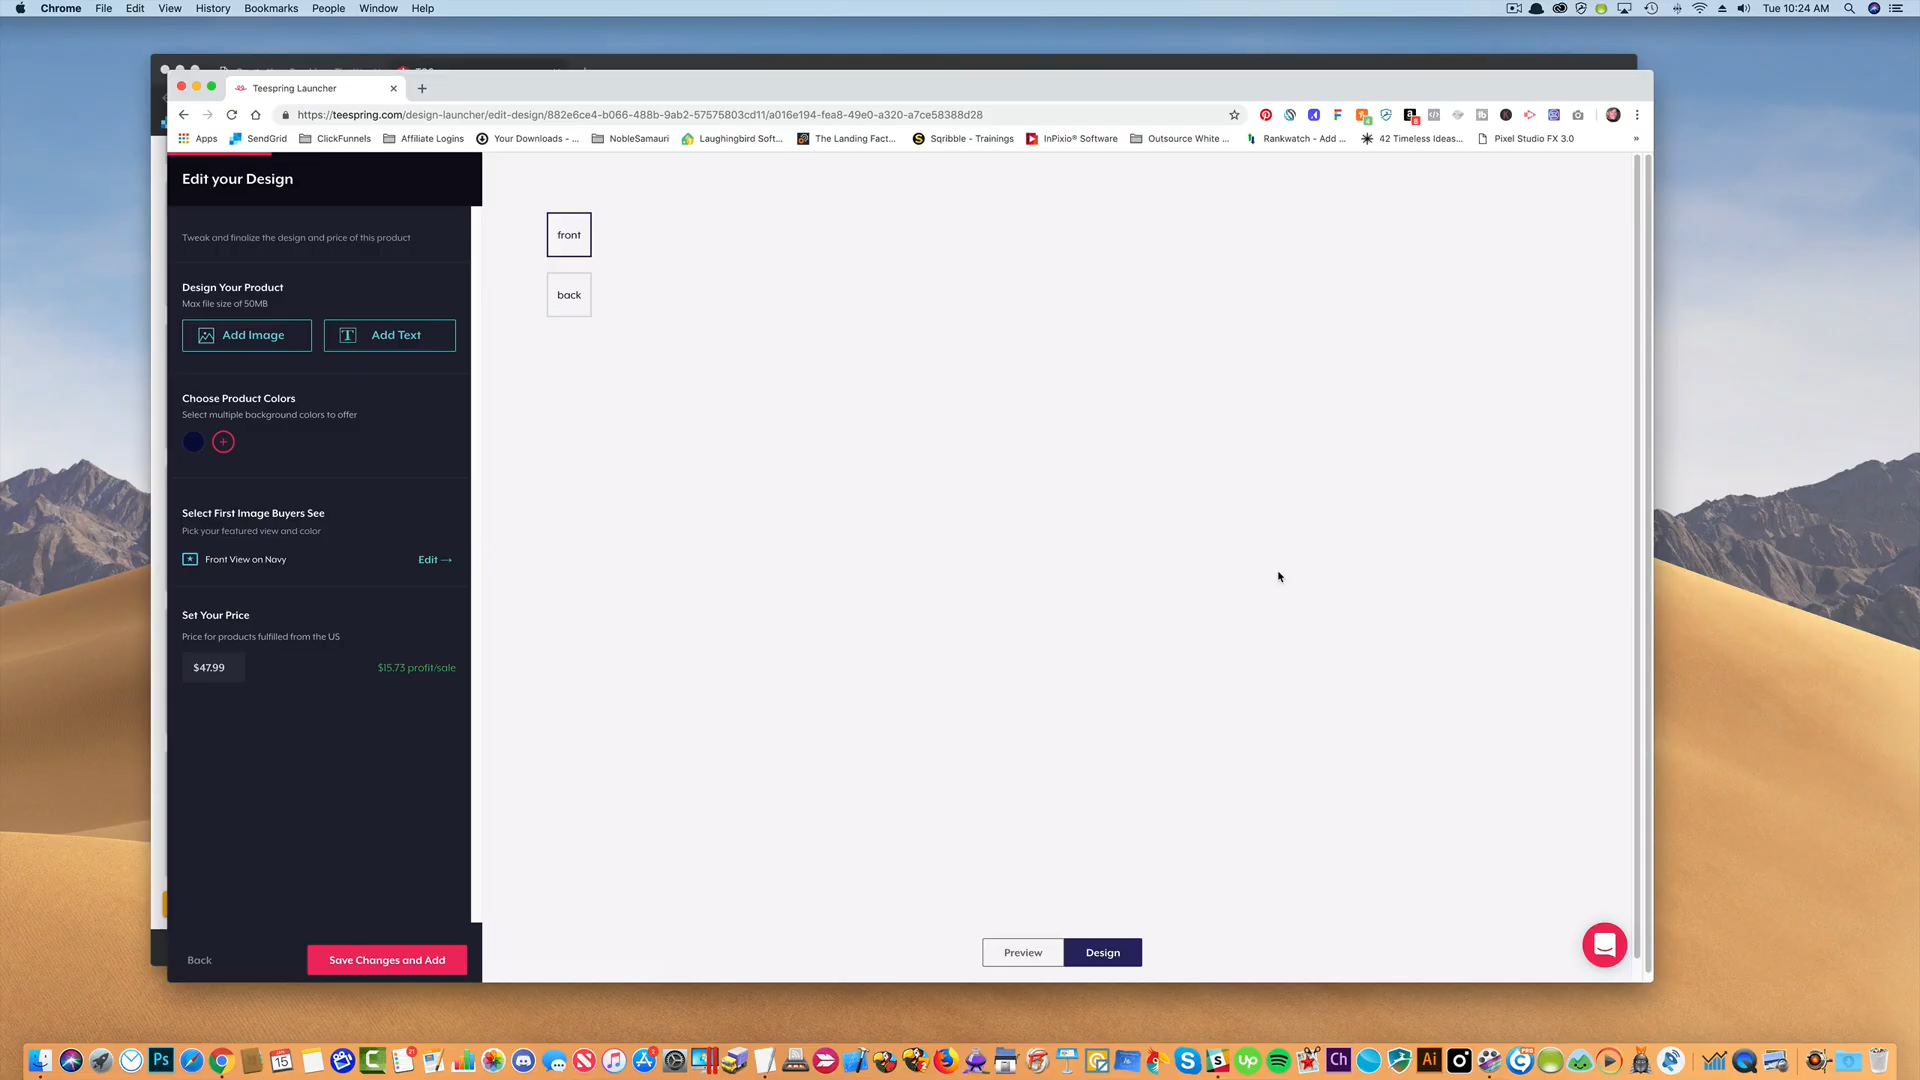 Chrome File Edit View History Bookmarks People Window Help
Tue 10:24 AM
Teespring Launcher
https://teespring.com/design-launcher/edit-design/882e6ce4-b066-488b-9ab2-57575803cd11/a016e194-fea8-49e0-a320-a7ce58388d28
Apps SendGrid ClickFunnels Affiliate Logins Your Downloads - ... NobleSamurai Laughingbird Soft... The Landing Fact... Sqribble - Trainings InPixio® Software Outsource White ... Rankwatch - Add ... 42 Timeless Ideas... Pixel Studio FX 3.0 »
Edit your Design
Tweak and finalize the design and price of this product
Design Your Product
Max file size of 50MB
Add Image
Add Text
Choose Product Colors
Select multiple background colors to offer
Select First Image Buyers See
Pick your featured view and color
Front View on Navy
Edit →
Set Your Price
Price for products fulfilled from the US
$47.99
$15.73 profit/sale
Back
Save Changes and Add
front
back
Preview
Design